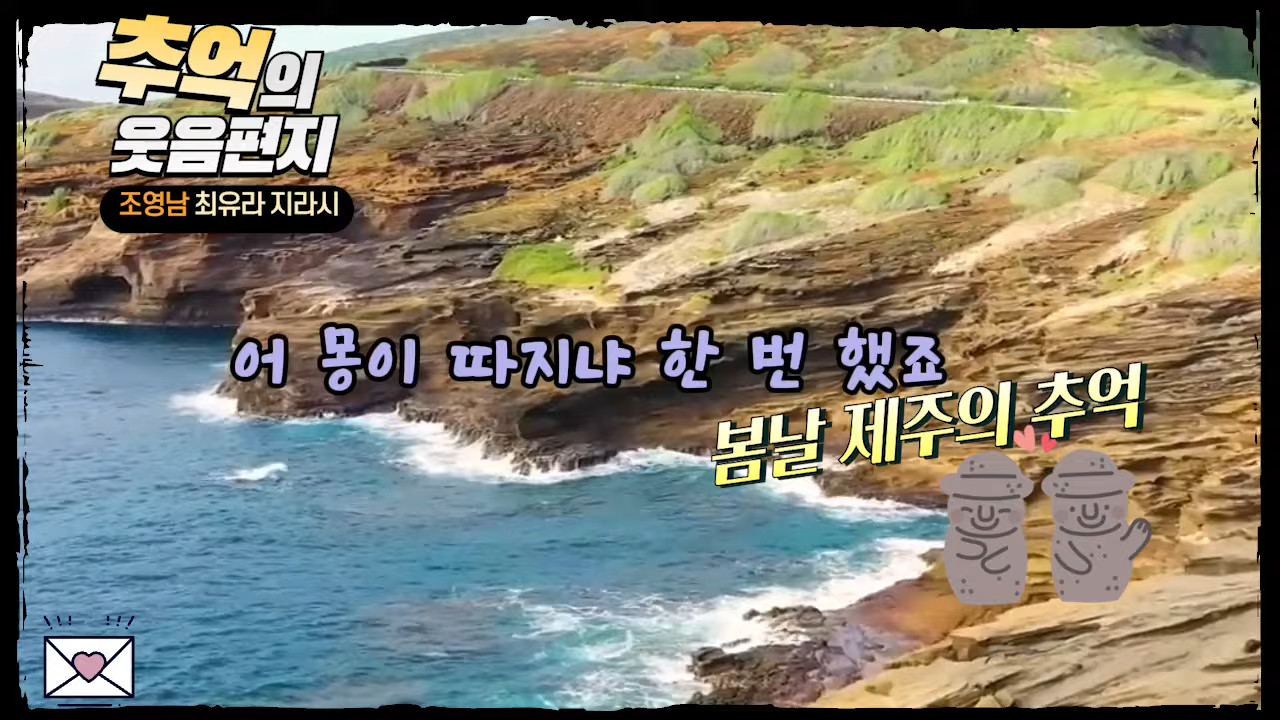 추억의
웃음편지
조영남 최유라 지라시
어 몽이 따지냐 한 번 했죠
봄날 제주의 추억